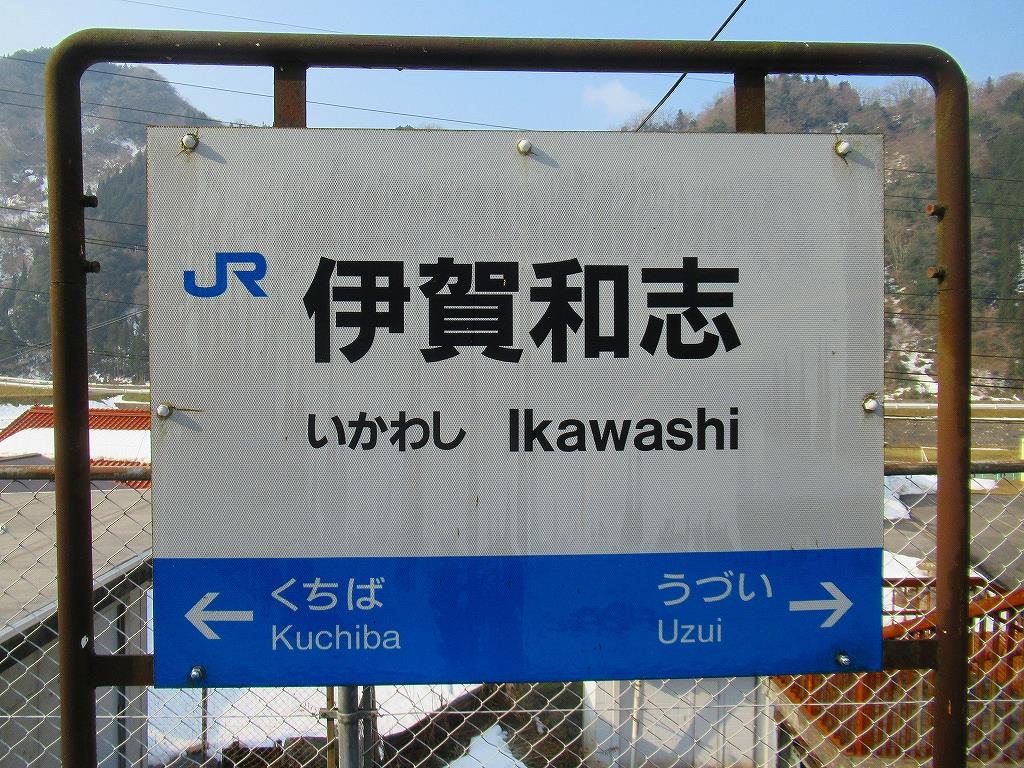 JR 伊賀和志
いかわし Ikawashi
← くちば うづい →
Kuchiba Uzui